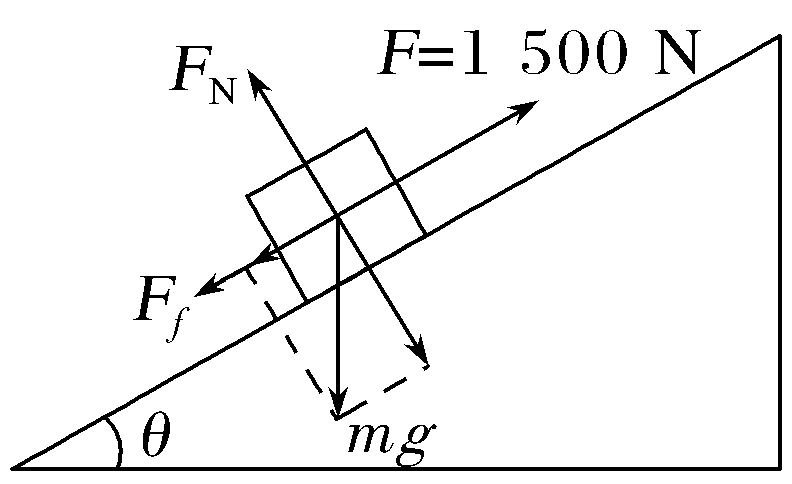 F=1 500 N
F_N
F_f
mg
θ